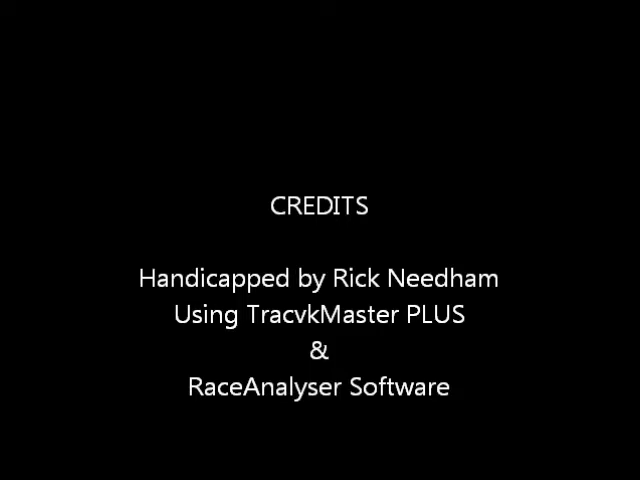 CREDITS
Handicapped by Rick Needham
Using TracvkMaster PLUS
&
RaceAnalyser Software